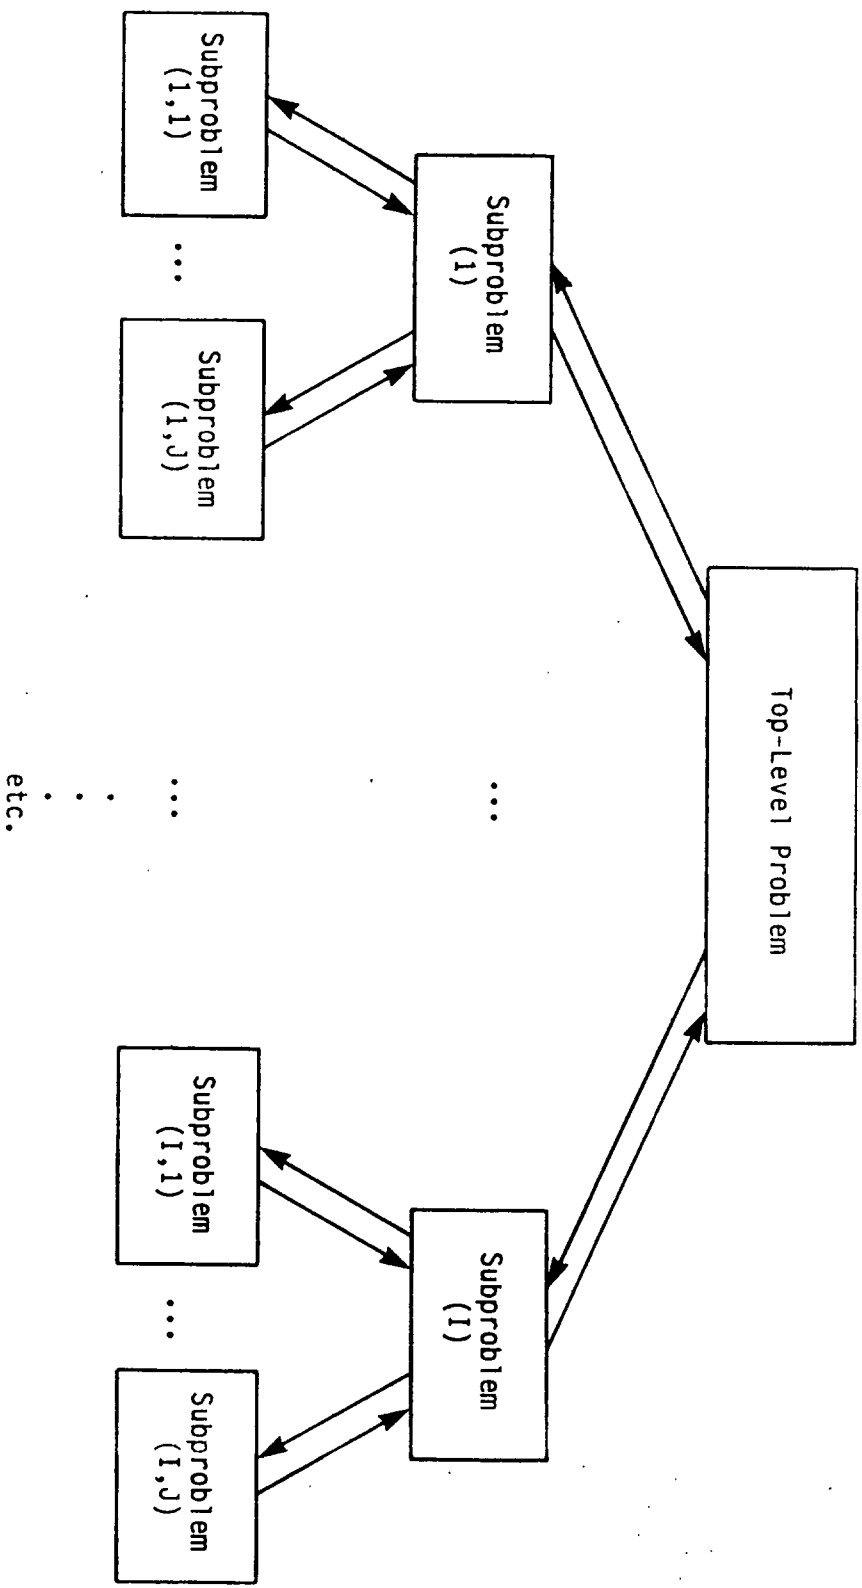 Top-Level Problem
Subproblem
(1)
...
Subproblem
(I)
Subproblem
(1,1)
...
Subproblem
(1,J)
...
Subproblem
(I,1)
...
Subproblem
(I,J)
.
.
.
etc.